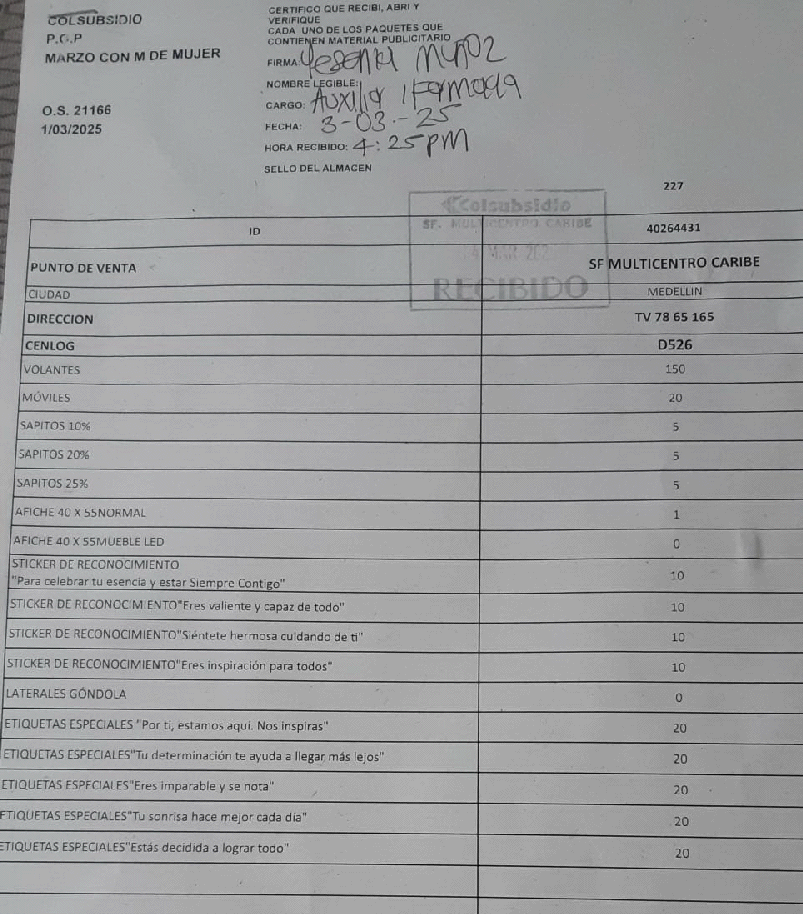 COLSUBSIDIO
P.G.P
MARZO CON M DE MUJER
O.S. 21166
1/03/2025
CERTIFICO QUE RECIBI, ABRI Y
VERIFIQUE
CADA UNO DE LOS PAQUETES QUE
CONTIENEN MATERIAL PUBLICITARIO
FIRMA: Yesenia Muñoz
NOMBRE LEGIBLE:
CARGO: Auxiliar Farmacia
FECHA: 3-03-25
HORA RECIBIDO: 4:25pm
SELLO DEL ALMACEN
227
Colsubsidio
SF. MULTICENTRO CARIBE
RECIBIDO
ID 40264431
PUNTO DE VENTA SF MULTICENTRO CARIBE
CIUDAD MEDELLIN
DIRECCION TV 78 65 165
CENLOG D526
VOLANTES 150
MÓVILES 20
SAPITOS 10% 5
SAPITOS 20% 5
SAPITOS 25% 5
AFICHE 40 X 55NORMAL 1
AFICHE 40 X 55MUEBLE LED 0
STICKER DE RECONOCIMIENTO
"Para celebrar tu esencia y estar Siempre Contigo" 10
STICKER DE RECONOCIMIENTO"Eres valiente y capaz de todo" 10
STICKER DE RECONOCIMIENTO"Siéntete hermosa cuidando de ti" 10
STICKER DE RECONOCIMIENTO"Eres inspiración para todos" 10
LATERALES GÓNDOLA 0
ETIQUETAS ESPECIALES "Por ti, estamos aquí. Nos inspiras" 20
ETIQUETAS ESPECIALES"Tu determinación te ayuda a llegar más lejos" 20
ETIQUETAS ESPECIALES"Eres imparable y se nota" 20
ETIQUETAS ESPECIALES"Tu sonrisa hace mejor cada día" 20
ETIQUETAS ESPECIALES"Estás decidida a lograr todo" 20